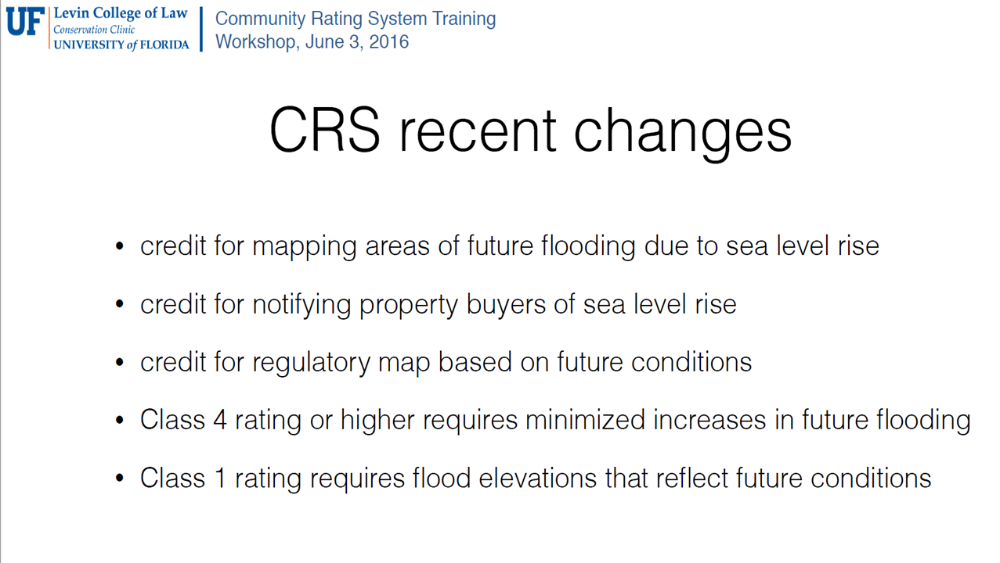 UF
Levin College of Law
Conservation Clinic
UNIVERSITY of FLORIDA
Community Rating System Training
Workshop, June 3, 2016
CRS recent changes
• credit for mapping areas of future flooding due to sea level rise
• credit for notifying property buyers of sea level rise
• credit for regulatory map based on future conditions
• Class 4 rating or higher requires minimized increases in future flooding
• Class 1 rating requires flood elevations that reflect future conditions